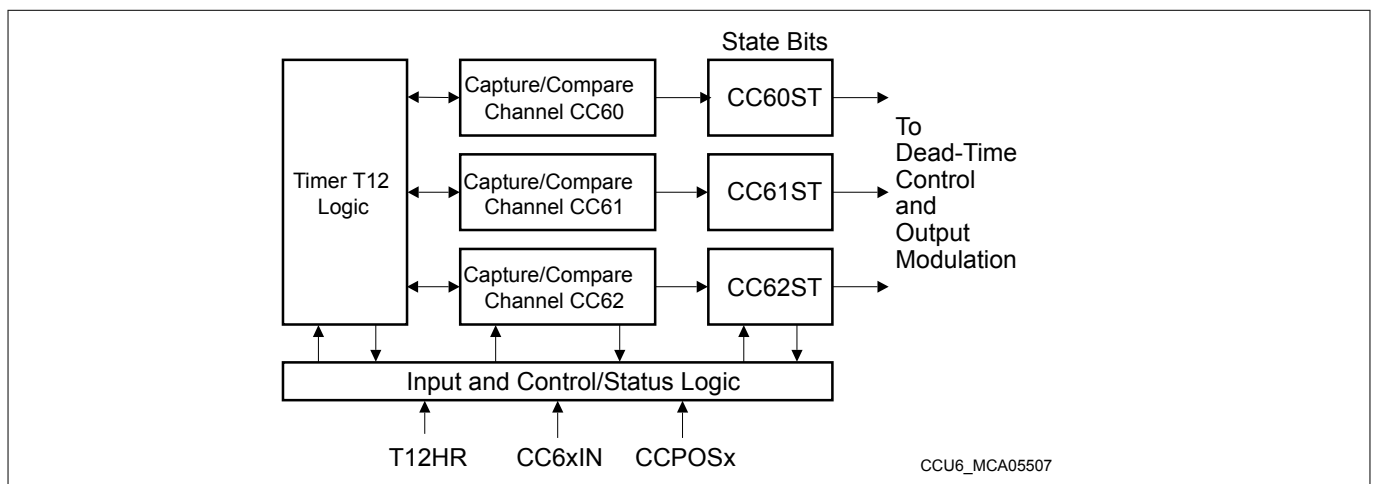 State Bits
Timer T12
Logic
Capture/Compare
Channel CC60
CC60ST
Capture/Compare
Channel CC61
CC61ST
Capture/Compare
Channel CC62
CC62ST
To
Dead-Time
Control
and
Output
Modulation
Input and Control/Status Logic
T12HR
CC6xIN
CCPOSx
CCU6_MCA05507